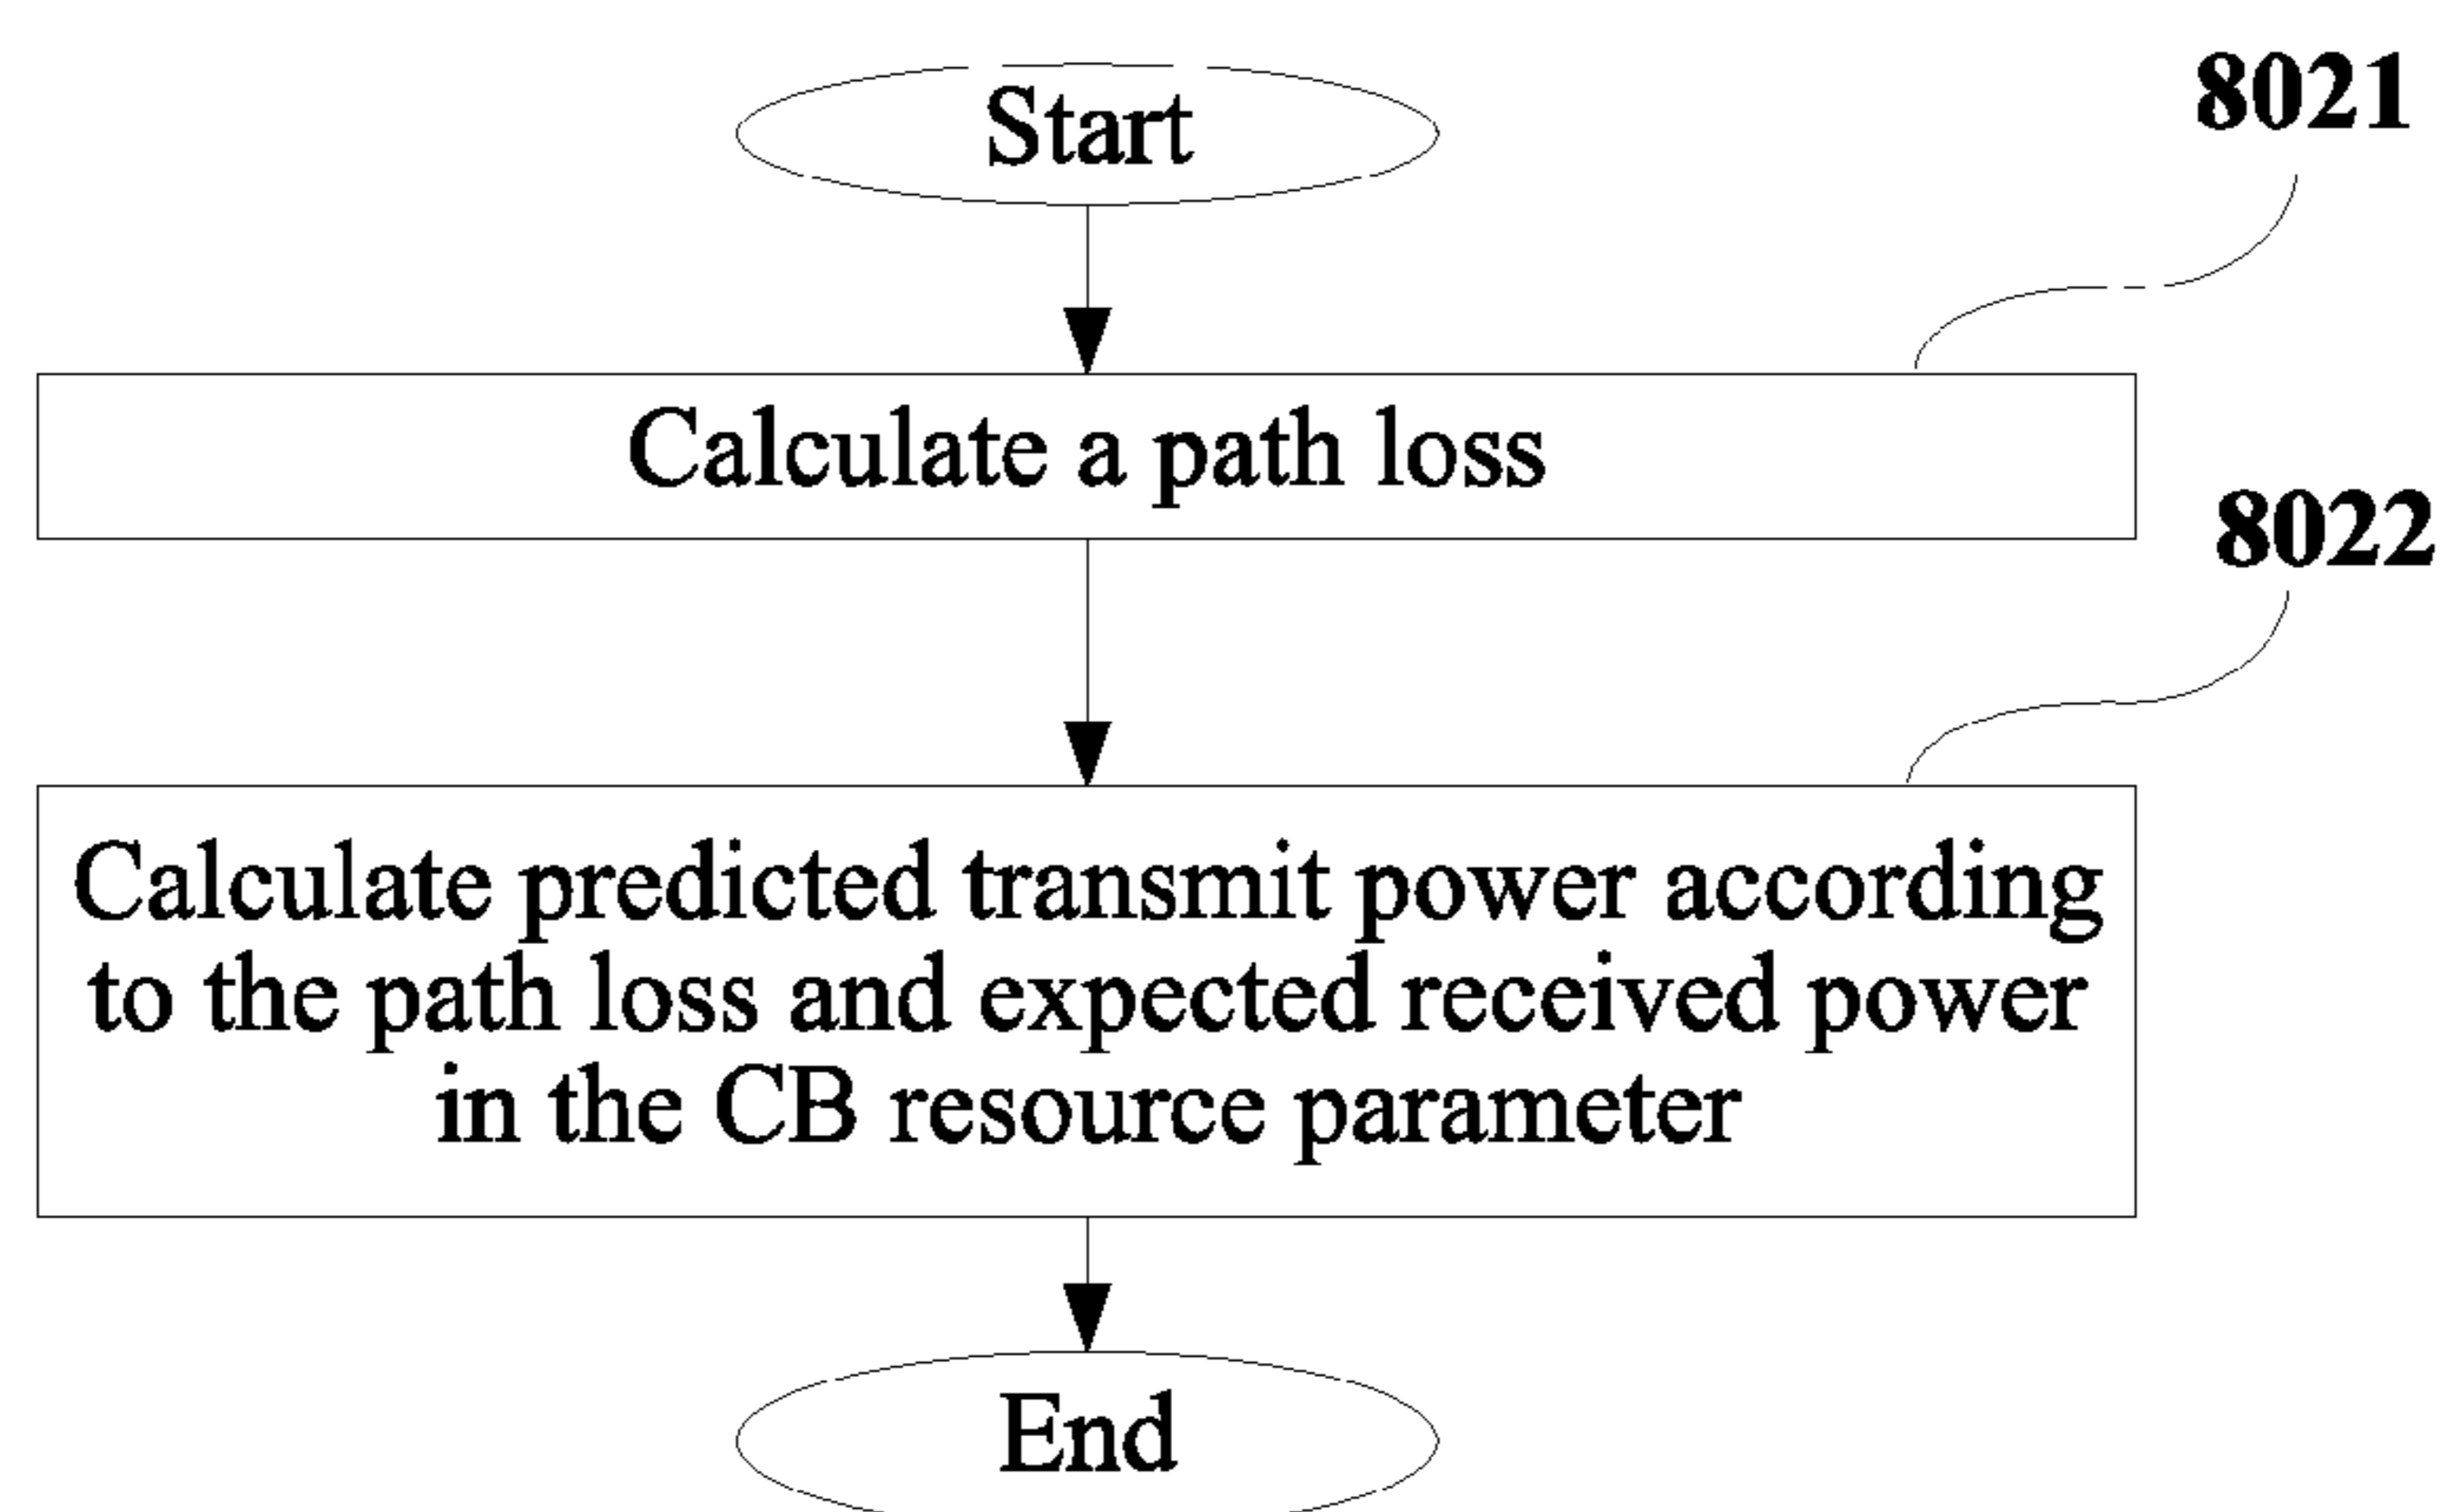 Start
8021
Calculate a path loss
8022
Calculate predicted transmit power according
to the path loss and expected received power
in the CB resource parameter
End